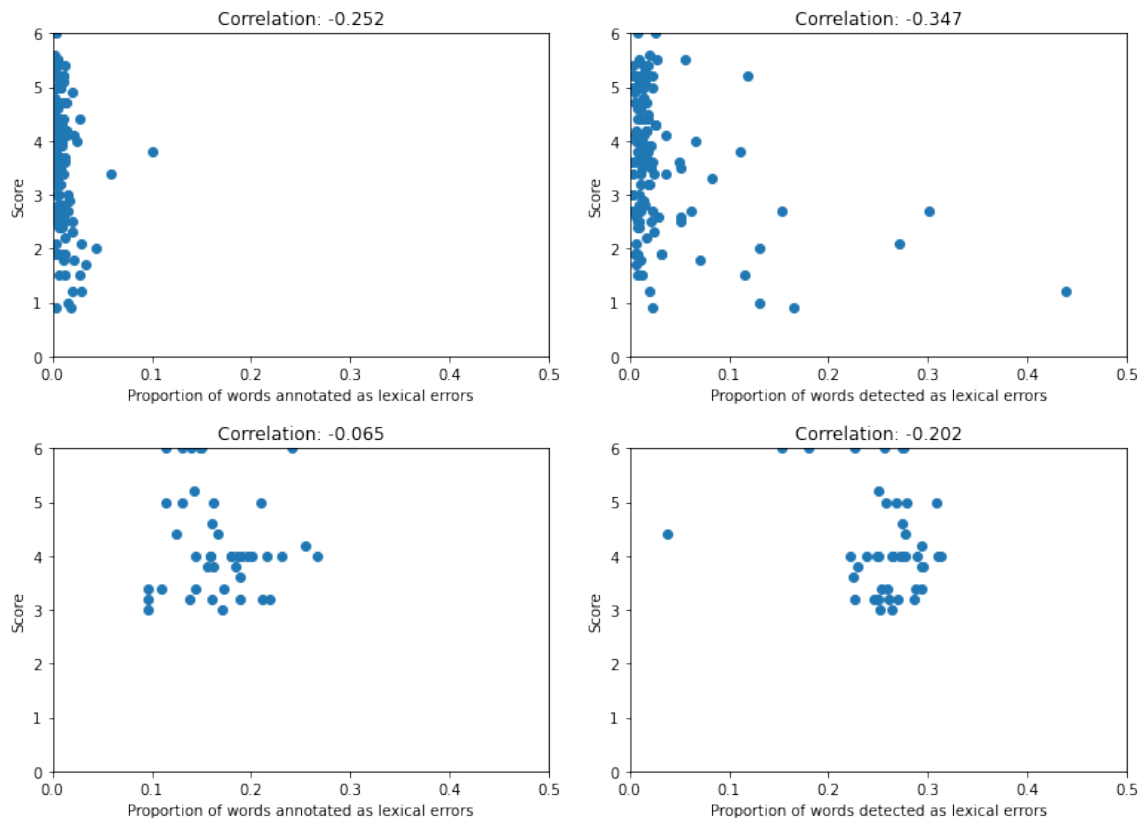 Correlation: -0.252
6
5
4
3
2
1
0
Score
0.0 0.1 0.2 0.3 0.4 0.5
Proportion of words annotated as lexical errors
Correlation: -0.347
6
5
4
3
2
1
0
Score
0.0 0.1 0.2 0.3 0.4 0.5
Proportion of words detected as lexical errors
Correlation: -0.065
6
5
4
3
2
1
0
Score
0.0 0.1 0.2 0.3 0.4 0.5
Proportion of words annotated as lexical errors
Correlation: -0.202
6
5
4
3
2
1
0
Score
0.0 0.1 0.2 0.3 0.4 0.5
Proportion of words detected as lexical errors